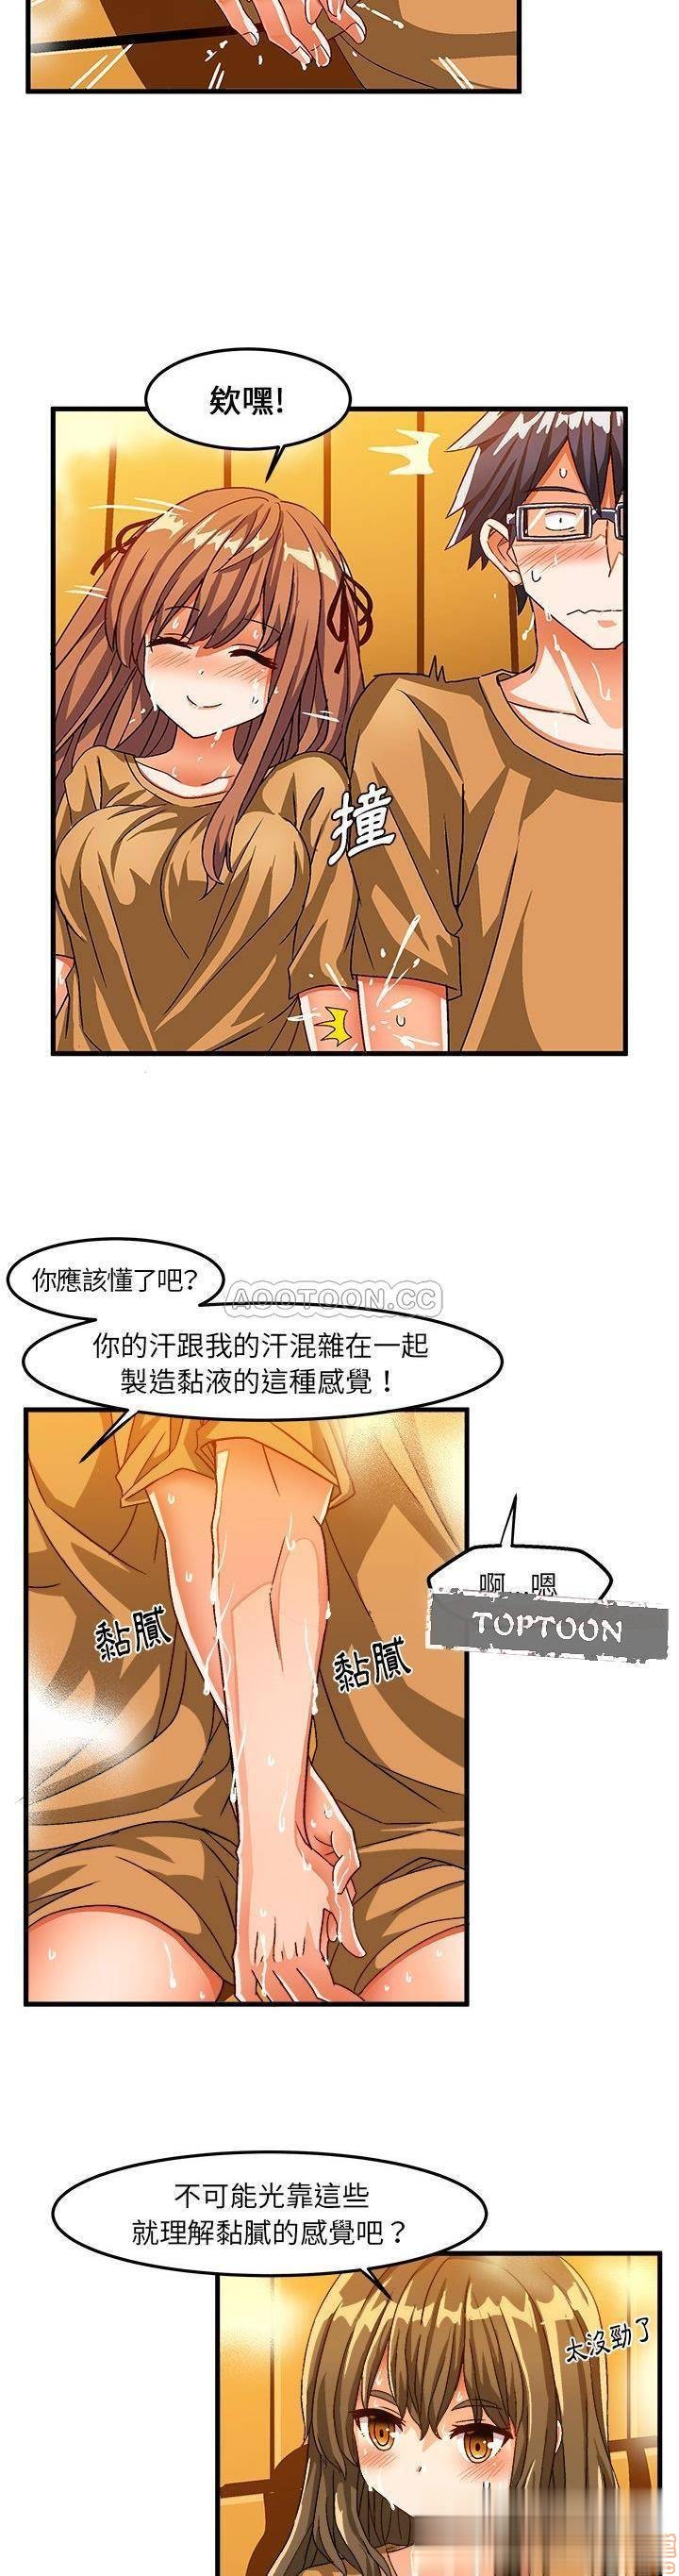 欸嘿!
撞
你應該懂了吧?
AOOTOON.CC
你的汗跟我的汗混雜在一起
製造黏液的這種感覺！
啊...嗯
TOPTOON
黏膩
黏膩
不可能光靠這些
就理解黏膩的感覺吧？
太沒勁了